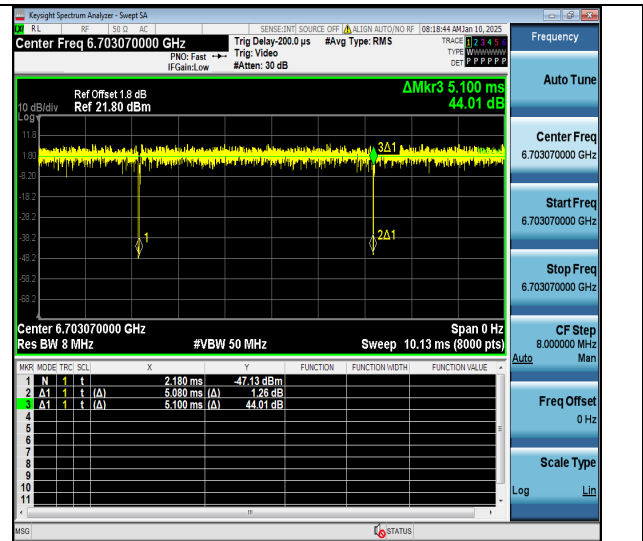 Keysight Spectrum Analyzer - Swept SA
RL RF 50 Ω AC SENSE:INT SOURCE OFF ALIGN AUTO/NO RF 08:18:44 AM Jan 10, 2025
Center Freq 6.703070000 GHz
PNO: Fast
IFGain:Low
Trig Delay-200.0 µs
Trig: Video
#Atten: 30 dB
#Avg Type: RMS
TRACE 1 2 3 4 5 6
TYPE WWWWWW
DET P P P P P P
Ref Offset 1.8 dB
10 dB/div Ref 21.80 dBm
Log
ΔMkr3 5.100 ms
44.01 dB
11.8
1.80
-8.20
-18.2
-28.2
-38.2
-48.2
-58.2
-68.2
3Δ1
1
2Δ1
Center 6.703070000 GHz Span 0 Hz
Res BW 8 MHz #VBW 50 MHz Sweep 10.13 ms (8000 pts)
MKR MODE TRC SCL X Y FUNCTION FUNCTION WIDTH FUNCTION VALUE
1 N 1 t 2.180 ms -47.13 dBm
2 Δ1 1 t (Δ) 5.080 ms (Δ) 1.26 dB
3 Δ1 1 t (Δ) 5.100 ms (Δ) 44.01 dB
4
5
6
7
8
9
10
11
MSG STATUS
Frequency
Auto Tune
Center Freq
6.703070000 GHz
Start Freq
6.703070000 GHz
Stop Freq
6.703070000 GHz
CF Step
8.000000 MHz
Auto Man
Freq Offset
0 Hz
Scale Type
Log Lin